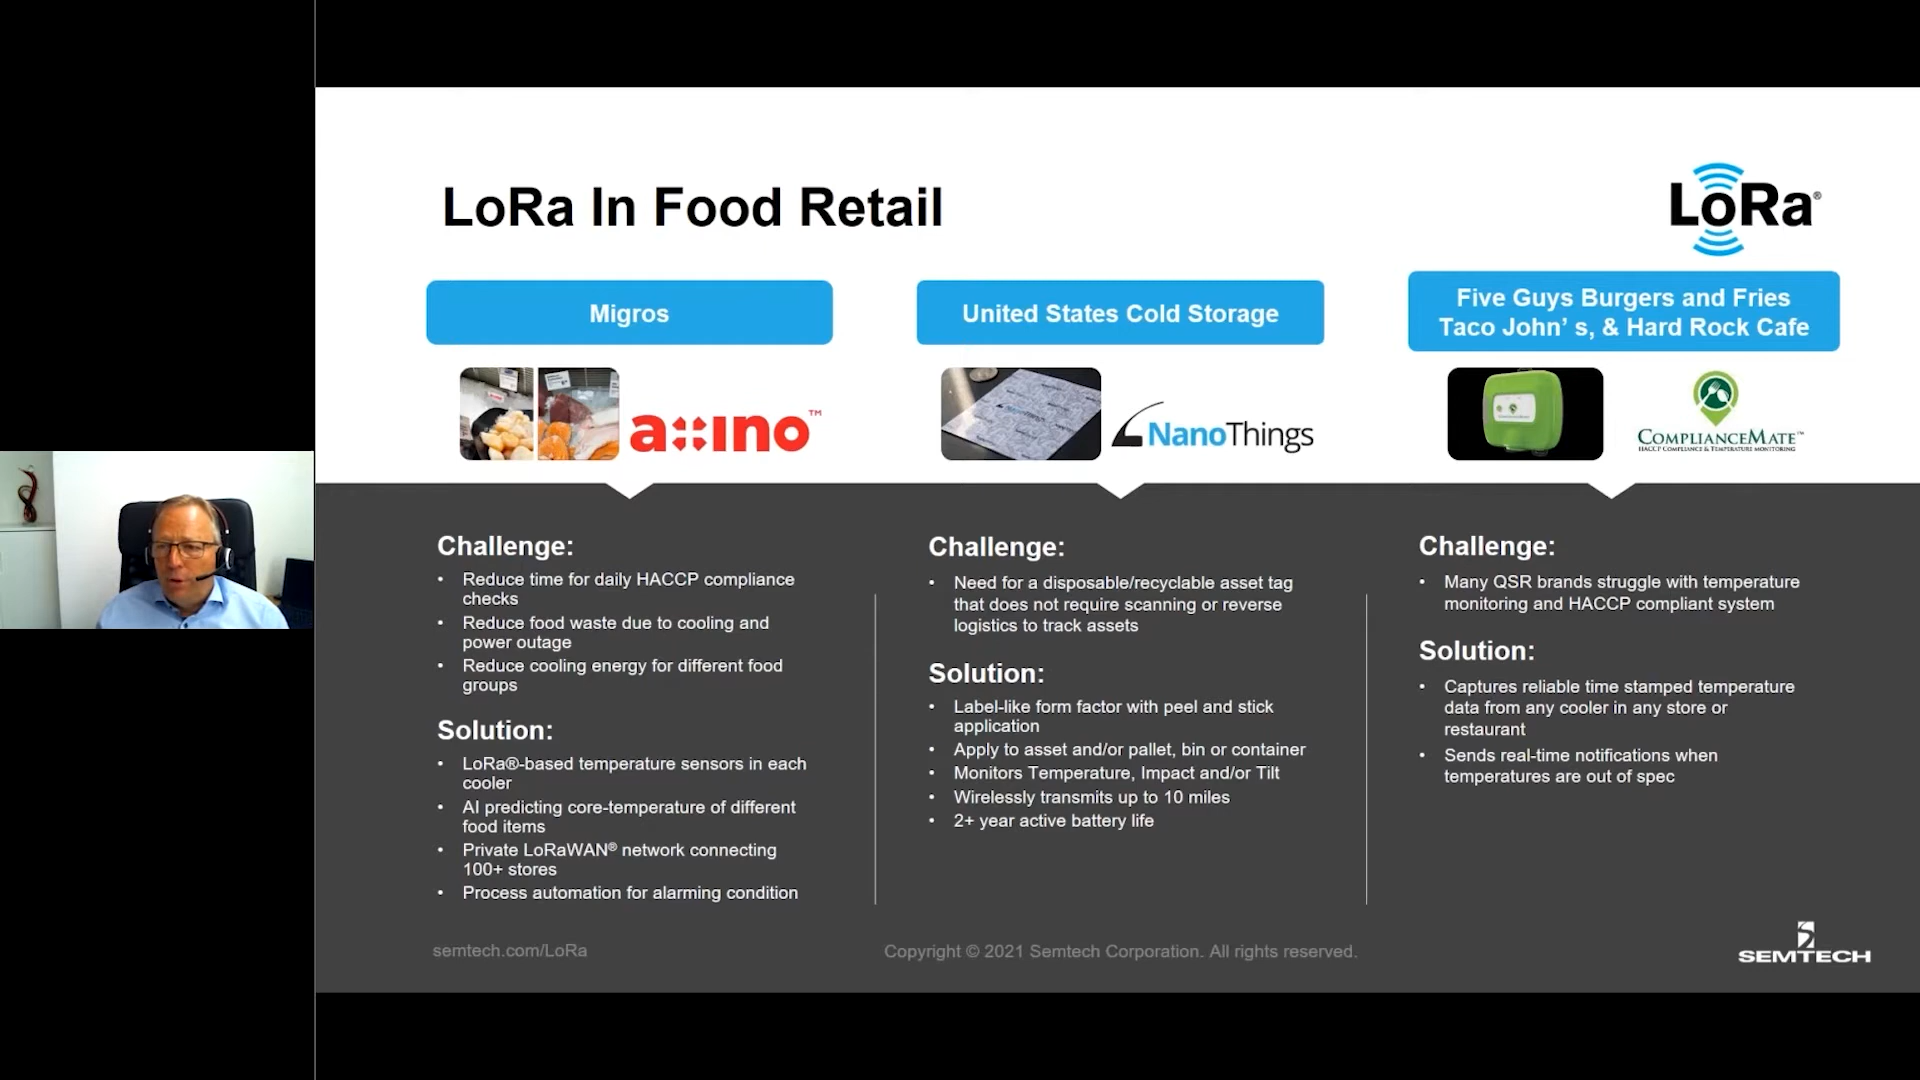 LoRa In Food Retail
LoRa®
Migros
United States Cold Storage
Five Guys Burgers and Fries
Taco John’ s, & Hard Rock Cafe
a::ino™
NanoThings
COMPLIANCEMATE™
HACCP COMPLIANCE & TEMPERATURE MONITORING
Challenge:
• Reduce time for daily HACCP compliance
checks
• Reduce food waste due to cooling and
power outage
• Reduce cooling energy for different food
groups
Solution:
• LoRa®-based temperature sensors in each
cooler
• AI predicting core-temperature of different
food items
• Private LoRaWAN® network connecting
100+ stores
• Process automation for alarming condition
Challenge:
• Need for a disposable/recyclable asset tag
that does not require scanning or reverse
logistics to track assets
Solution:
• Label-like form factor with peel and stick
application
• Apply to asset and/or pallet, bin or container
• Monitors Temperature, Impact and/or Tilt
• Wirelessly transmits up to 10 miles
• 2+ year active battery life
Challenge:
• Many QSR brands struggle with temperature
monitoring and HACCP compliant system
Solution:
• Captures reliable time stamped temperature
data from any cooler in any store or
restaurant
• Sends real-time notifications when
temperatures are out of spec
semtech.com/LoRa
Copyright © 2021 Semtech Corporation. All rights reserved.
SEMTECH